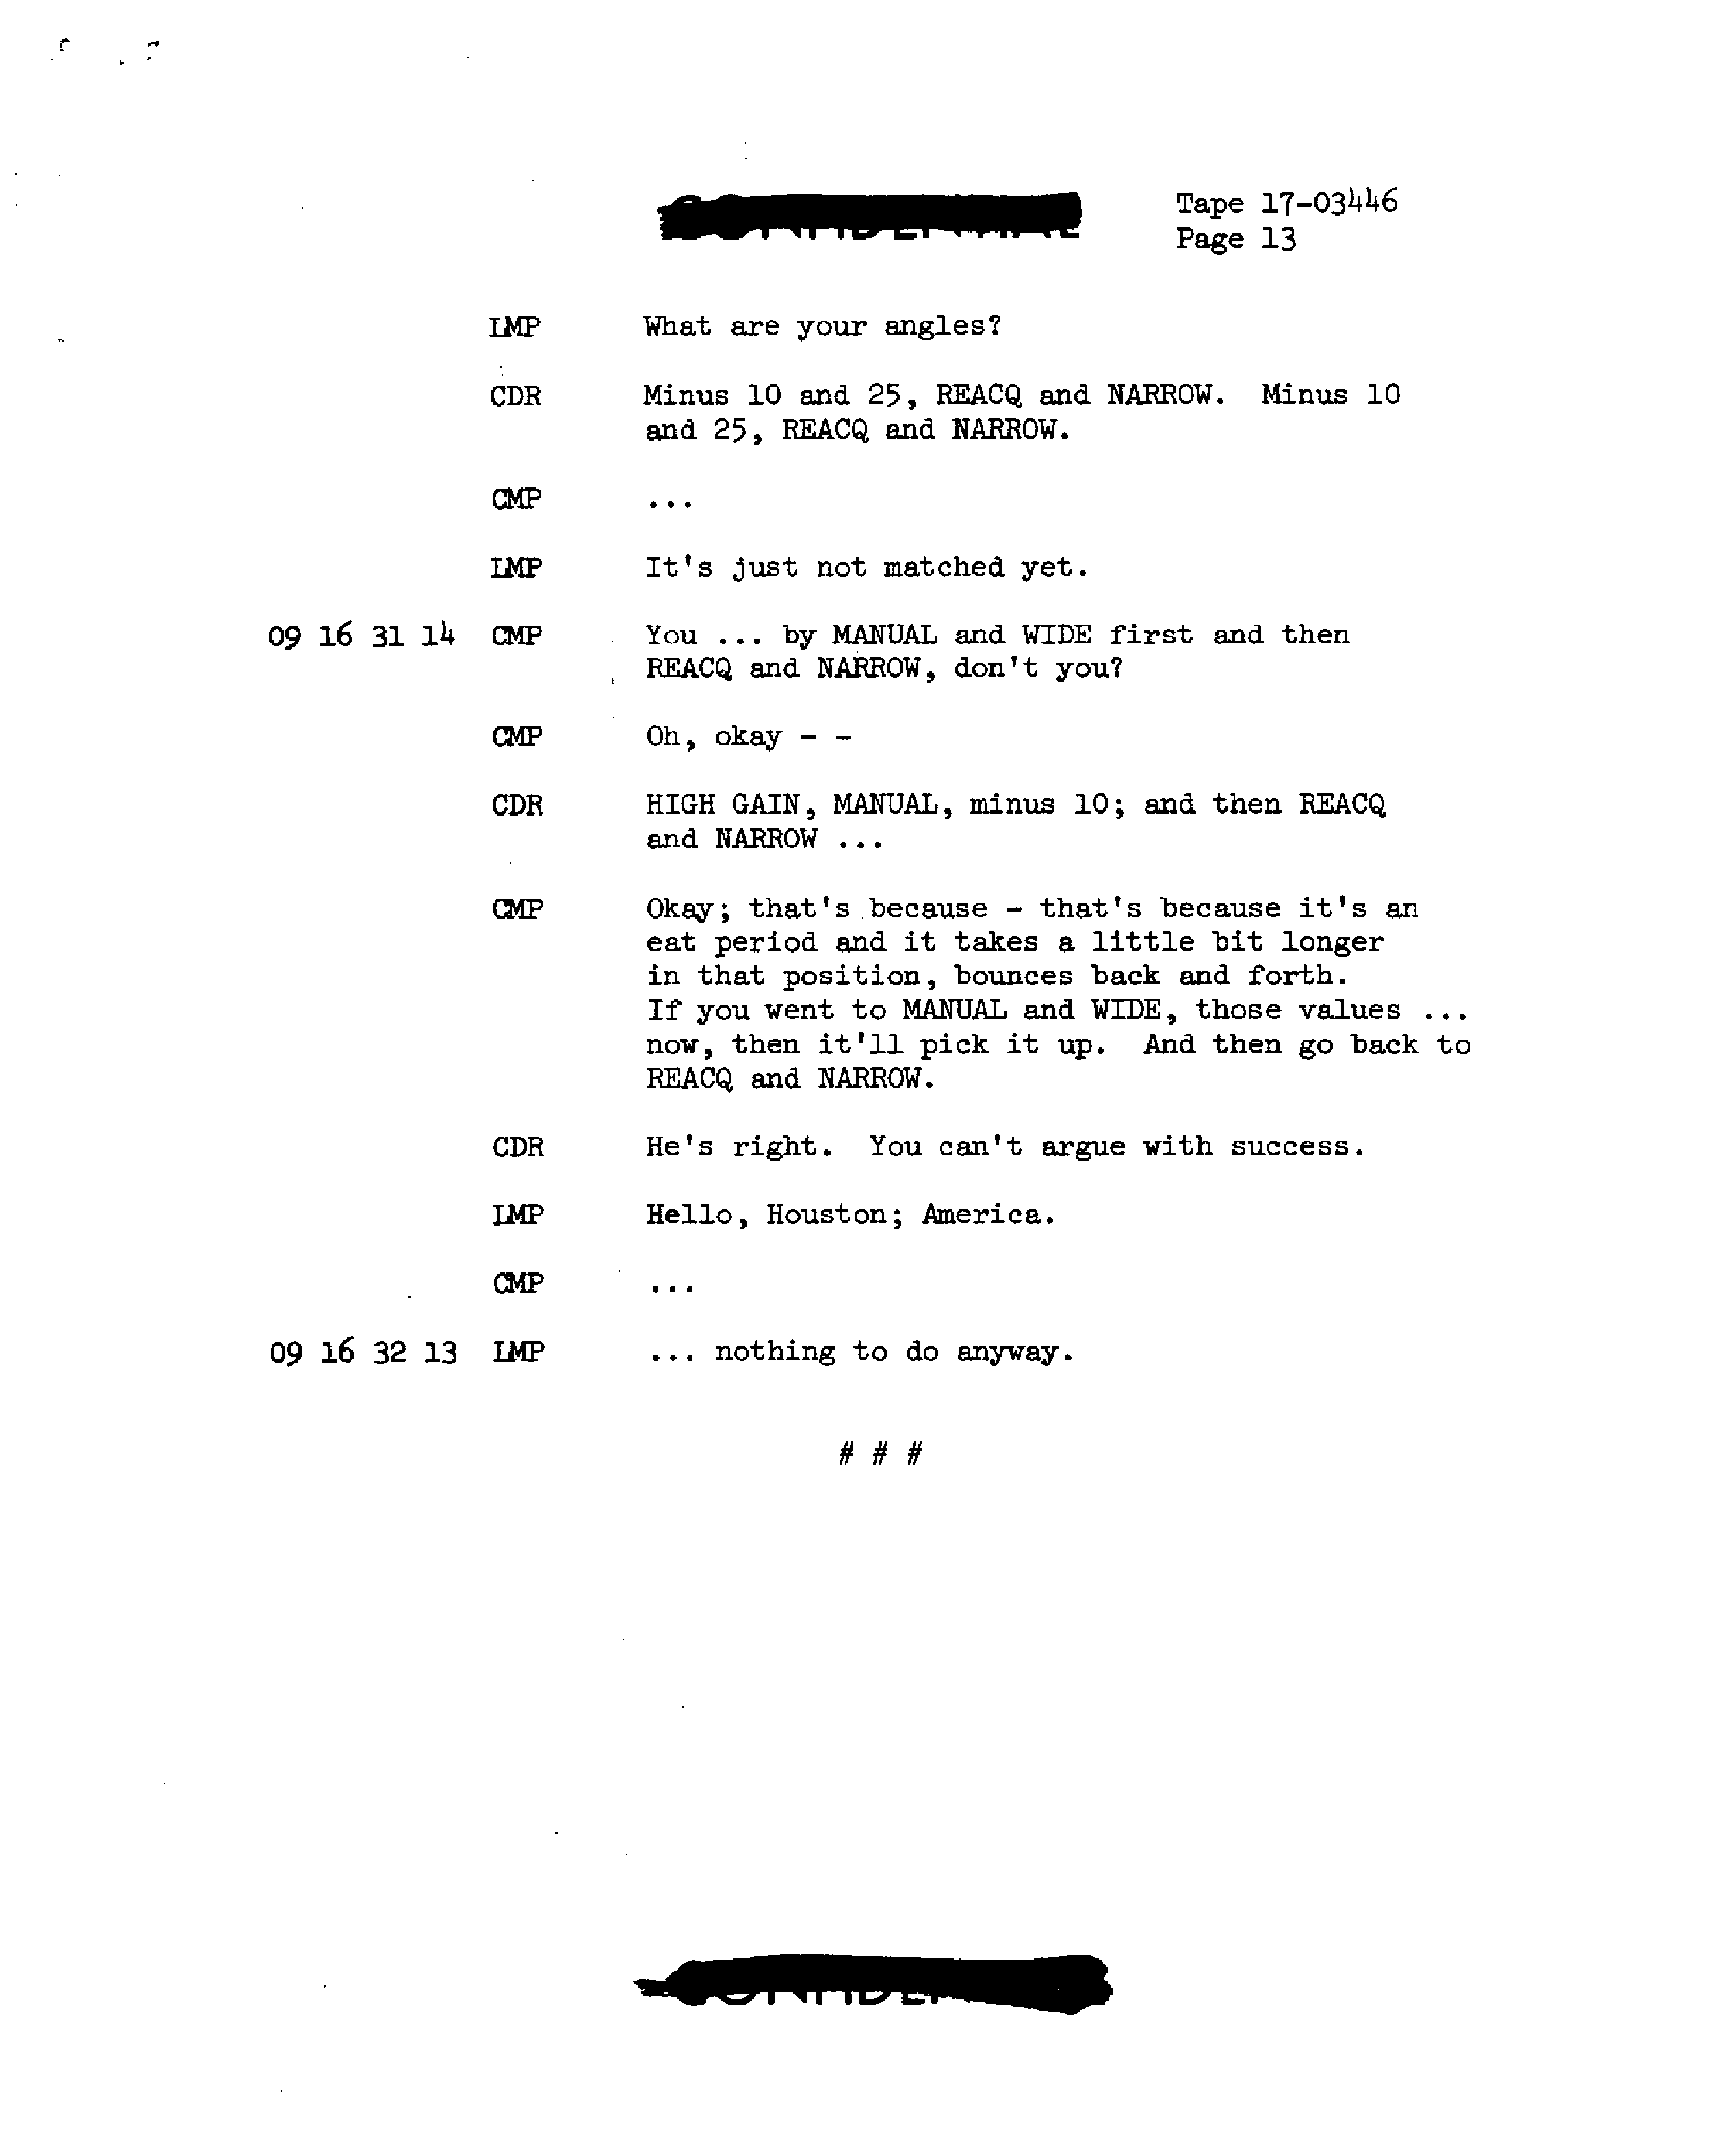 Tape 17-03446
Page 13
LMP What are your angles?
CDR Minus 10 and 25, REACQ and NARROW. Minus 10
and 25, REACQ and NARROW.
CMP ...
LMP It's just not matched yet.
09 16 31 14 CMP You ... by MANUAL and WIDE first and then
REACQ and NARROW, don't you?
CMP Oh, okay - -
CDR HIGH GAIN, MANUAL, minus 10; and then REACQ
and NARROW ...
CMP Okay; that's because - that's because it's an
eat period and it takes a little bit longer
in that position, bounces back and forth.
If you went to MANUAL and WIDE, those values ...
now, then it'll pick it up. And then go back to
REACQ and NARROW.
CDR He's right. You can't argue with success.
LMP Hello, Houston; America.
CMP ...
09 16 32 13 LMP ... nothing to do anyway.
# # #